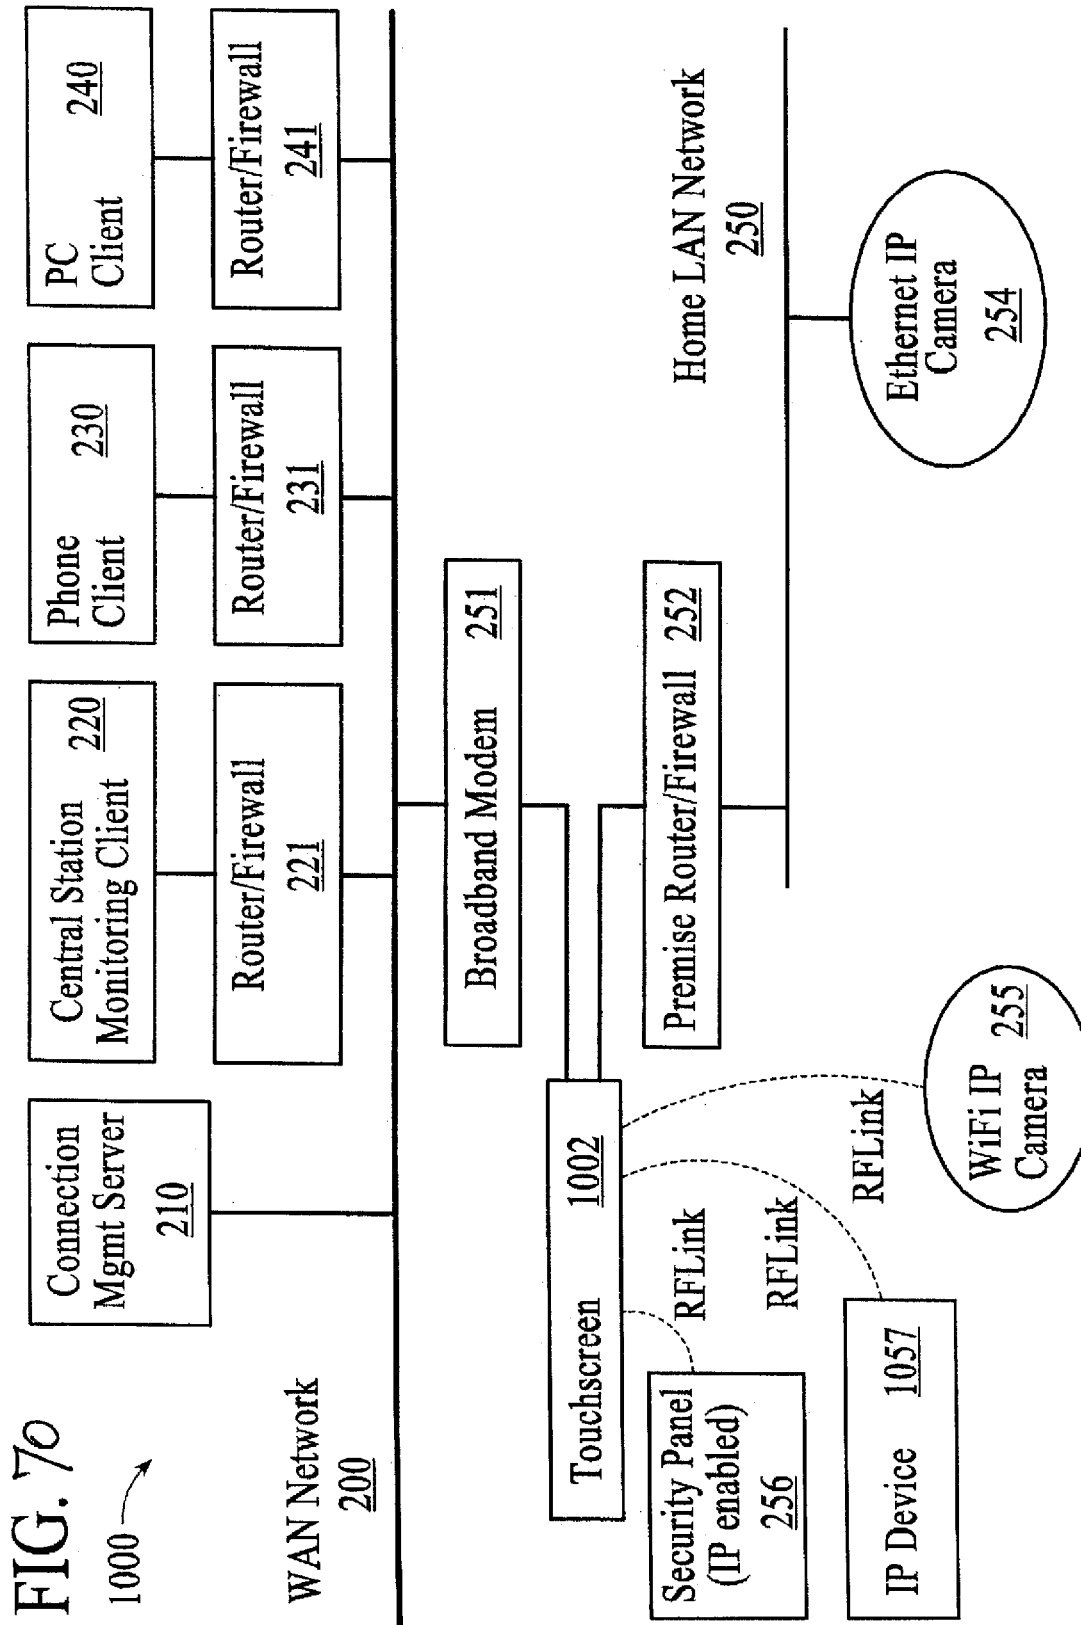 FIG. 70
1000
Connection
Mgmt Server
210
Central Station
Monitoring Client 220
Phone
Client 230
PC
Client 240
Router/Firewall
221
Router/Firewall
231
Router/Firewall
241
WAN Network
200
Broadband Modem 251
Touchscreen 1002
Premise Router/Firewall 252
Home LAN Network
250
RFLink
RFLink
RFLink
Security Panel
(IP enabled)
256
IP Device 1057
WiFi IP
Camera 255
Ethernet IP
Camera
254